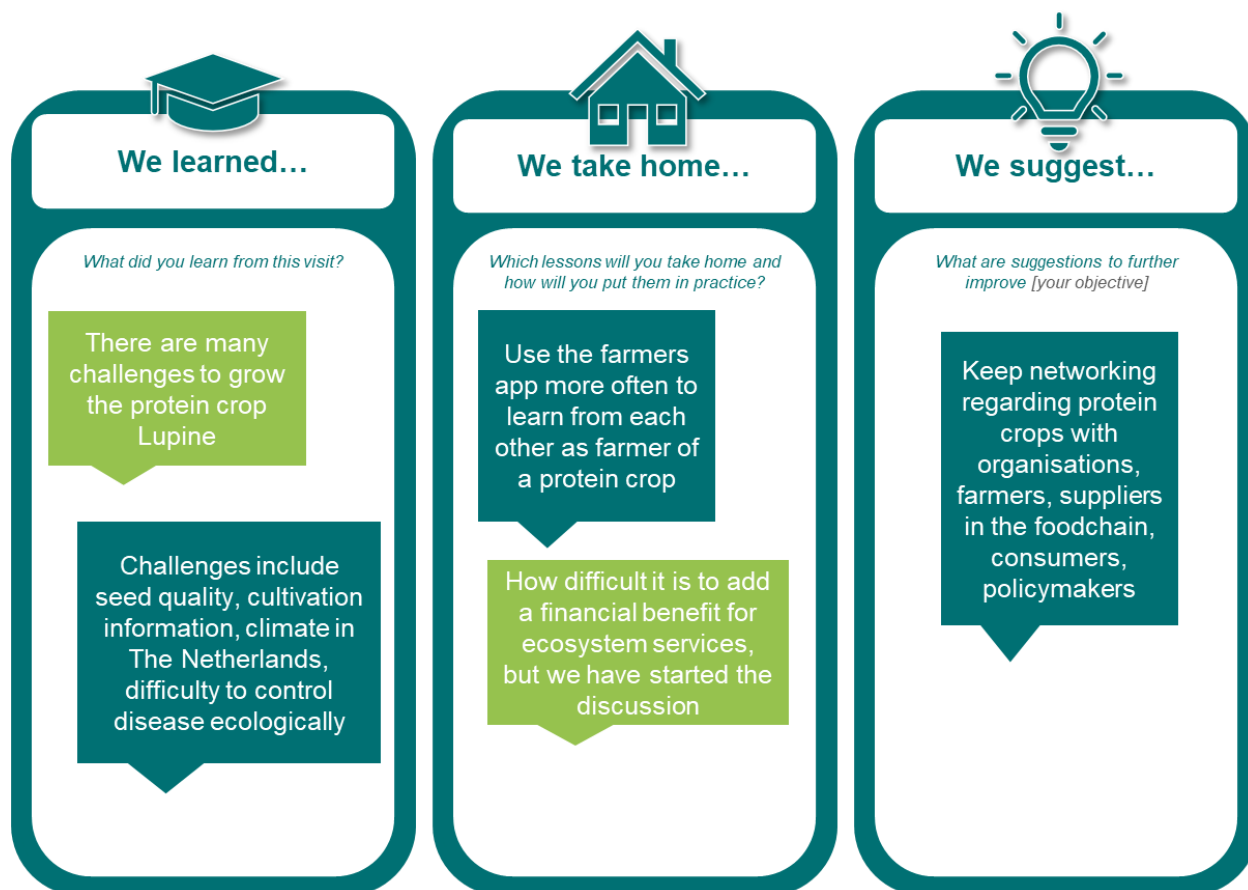 We learned…
What did you learn from this visit?
There are many
challenges to grow
the protein crop
Lupine
Challenges include
seed quality, cultivation
information, climate in
The Netherlands,
difficulty to control
disease ecologically
We take home…
Which lessons will you take home and
how will you put them in practice?
Use the farmers
app more often to
learn from each
other as farmer of
a protein crop
How difficult it is to add
a financial benefit for
ecosystem services,
but we have started the
discussion
We suggest…
What are suggestions to further
improve [your objective]
Keep networking
regarding protein
crops with
organisations,
farmers, suppliers
in the foodchain,
consumers,
policymakers